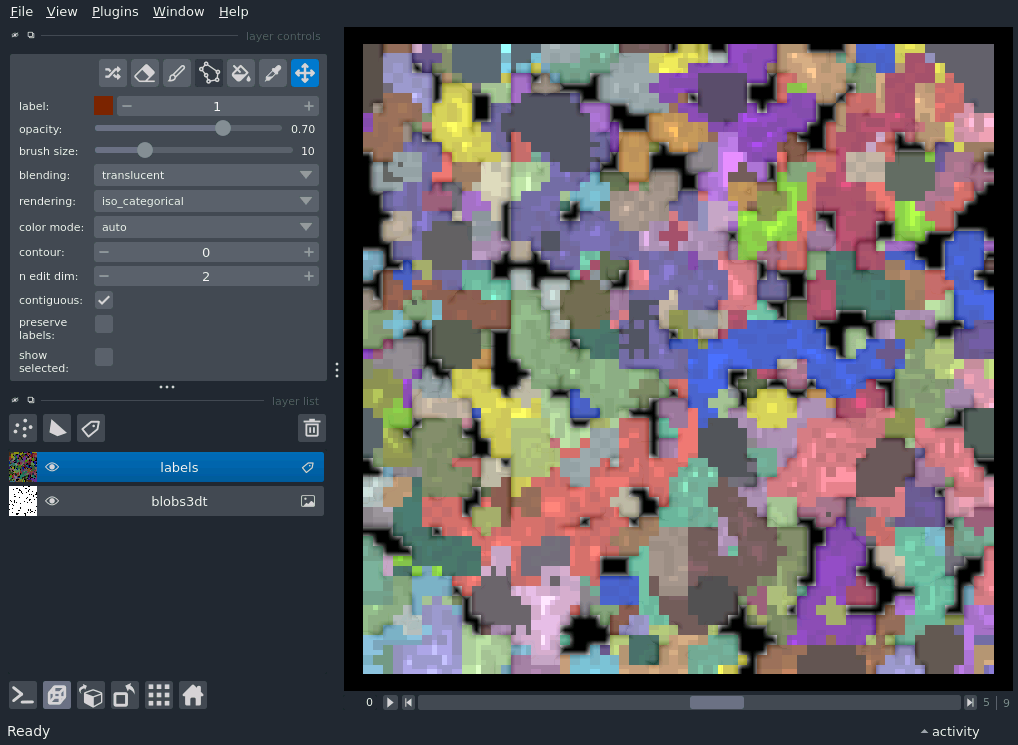 File View Plugins Window Help
layer controls
label: 1
opacity: 0.70
brush size: 10
blending: translucent
rendering: iso_categorical
color mode: auto
contour: 0
n edit dim: 2
contiguous:
preserve
labels:
show
selected:
layer list
labels
blobs3dt
0 5 9
Ready activity